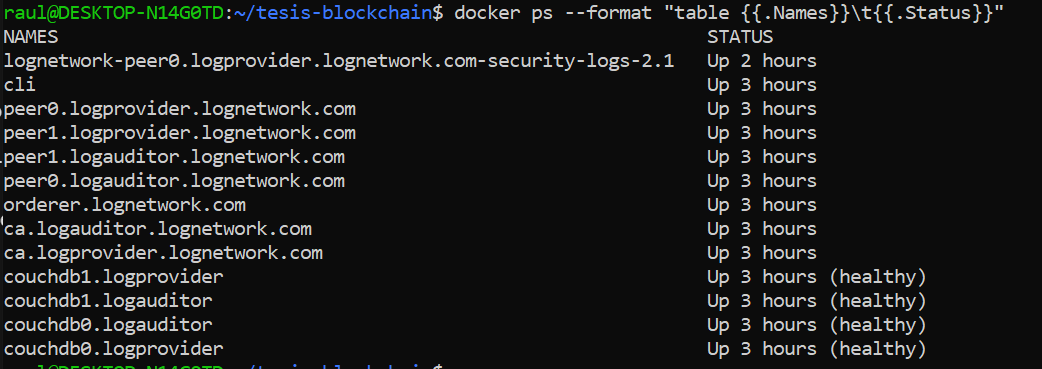 raul@DESKTOP-N14G0TD:~/tesis-blockchain$ docker ps --format "table {{.Names}}\t{{.Status}}"
NAMES STATUS
lognetwork-peer0.logprovider.lognetwork.com-security-logs-2.1 Up 2 hours
cli Up 3 hours
peer0.logprovider.lognetwork.com Up 3 hours
peer1.logprovider.lognetwork.com Up 3 hours
peer1.logauditor.lognetwork.com Up 3 hours
peer0.logauditor.lognetwork.com Up 3 hours
orderer.lognetwork.com Up 3 hours
ca.logauditor.lognetwork.com Up 3 hours
ca.logprovider.lognetwork.com Up 3 hours
couchdb1.logprovider Up 3 hours (healthy)
couchdb1.logauditor Up 3 hours (healthy)
couchdb0.logauditor Up 3 hours (healthy)
couchdb0.logprovider Up 3 hours (healthy)
raul@DESKTOP-N14G0TD:~/tesis-blockchain$